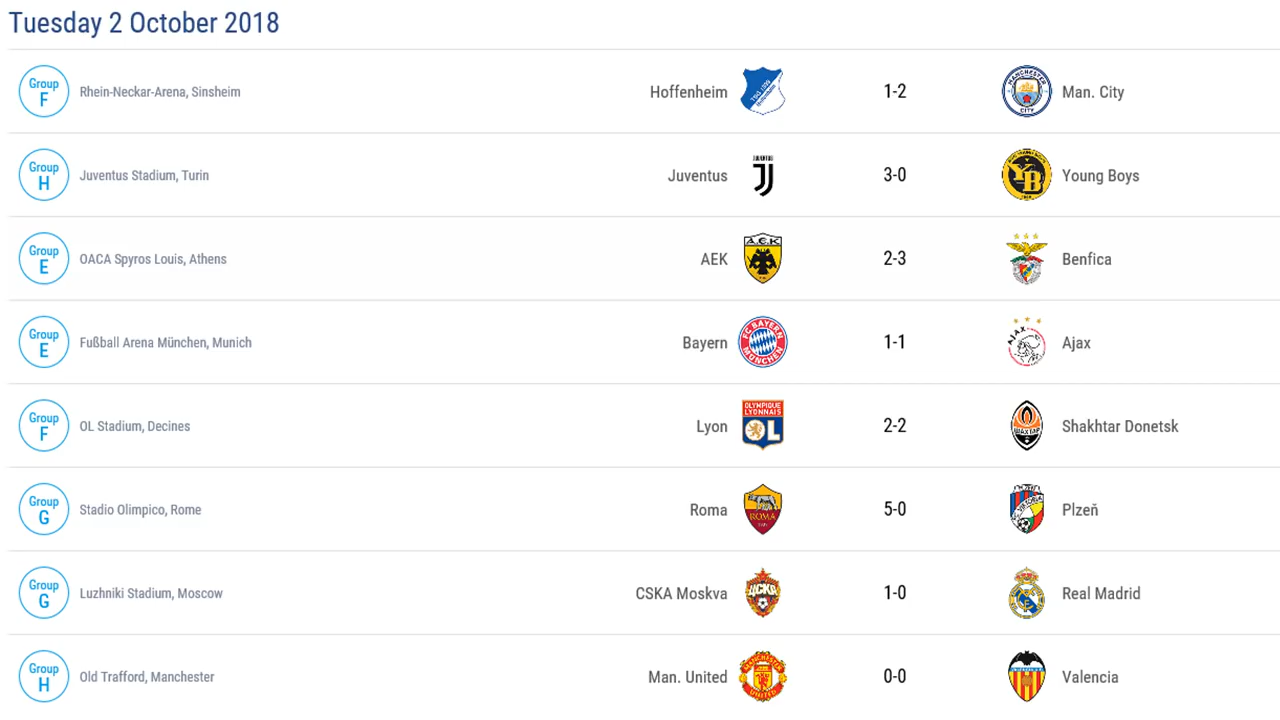 Tuesday 2 October 2018
Group F Rhein-Neckar-Arena, Sinsheim Hoffenheim 1-2 Man. City
Group H Juventus Stadium, Turin Juventus 3-0 Young Boys
Group E OACA Spyros Louis, Athens AEK 2-3 Benfica
Group E Fußball Arena München, Munich Bayern 1-1 Ajax
Group F OL Stadium, Decines Lyon 2-2 Shakhtar Donetsk
Group G Stadio Olimpico, Rome Roma 5-0 Plzeň
Group G Luzhniki Stadium, Moscow CSKA Moskva 1-0 Real Madrid
Group H Old Trafford, Manchester Man. United 0-0 Valencia